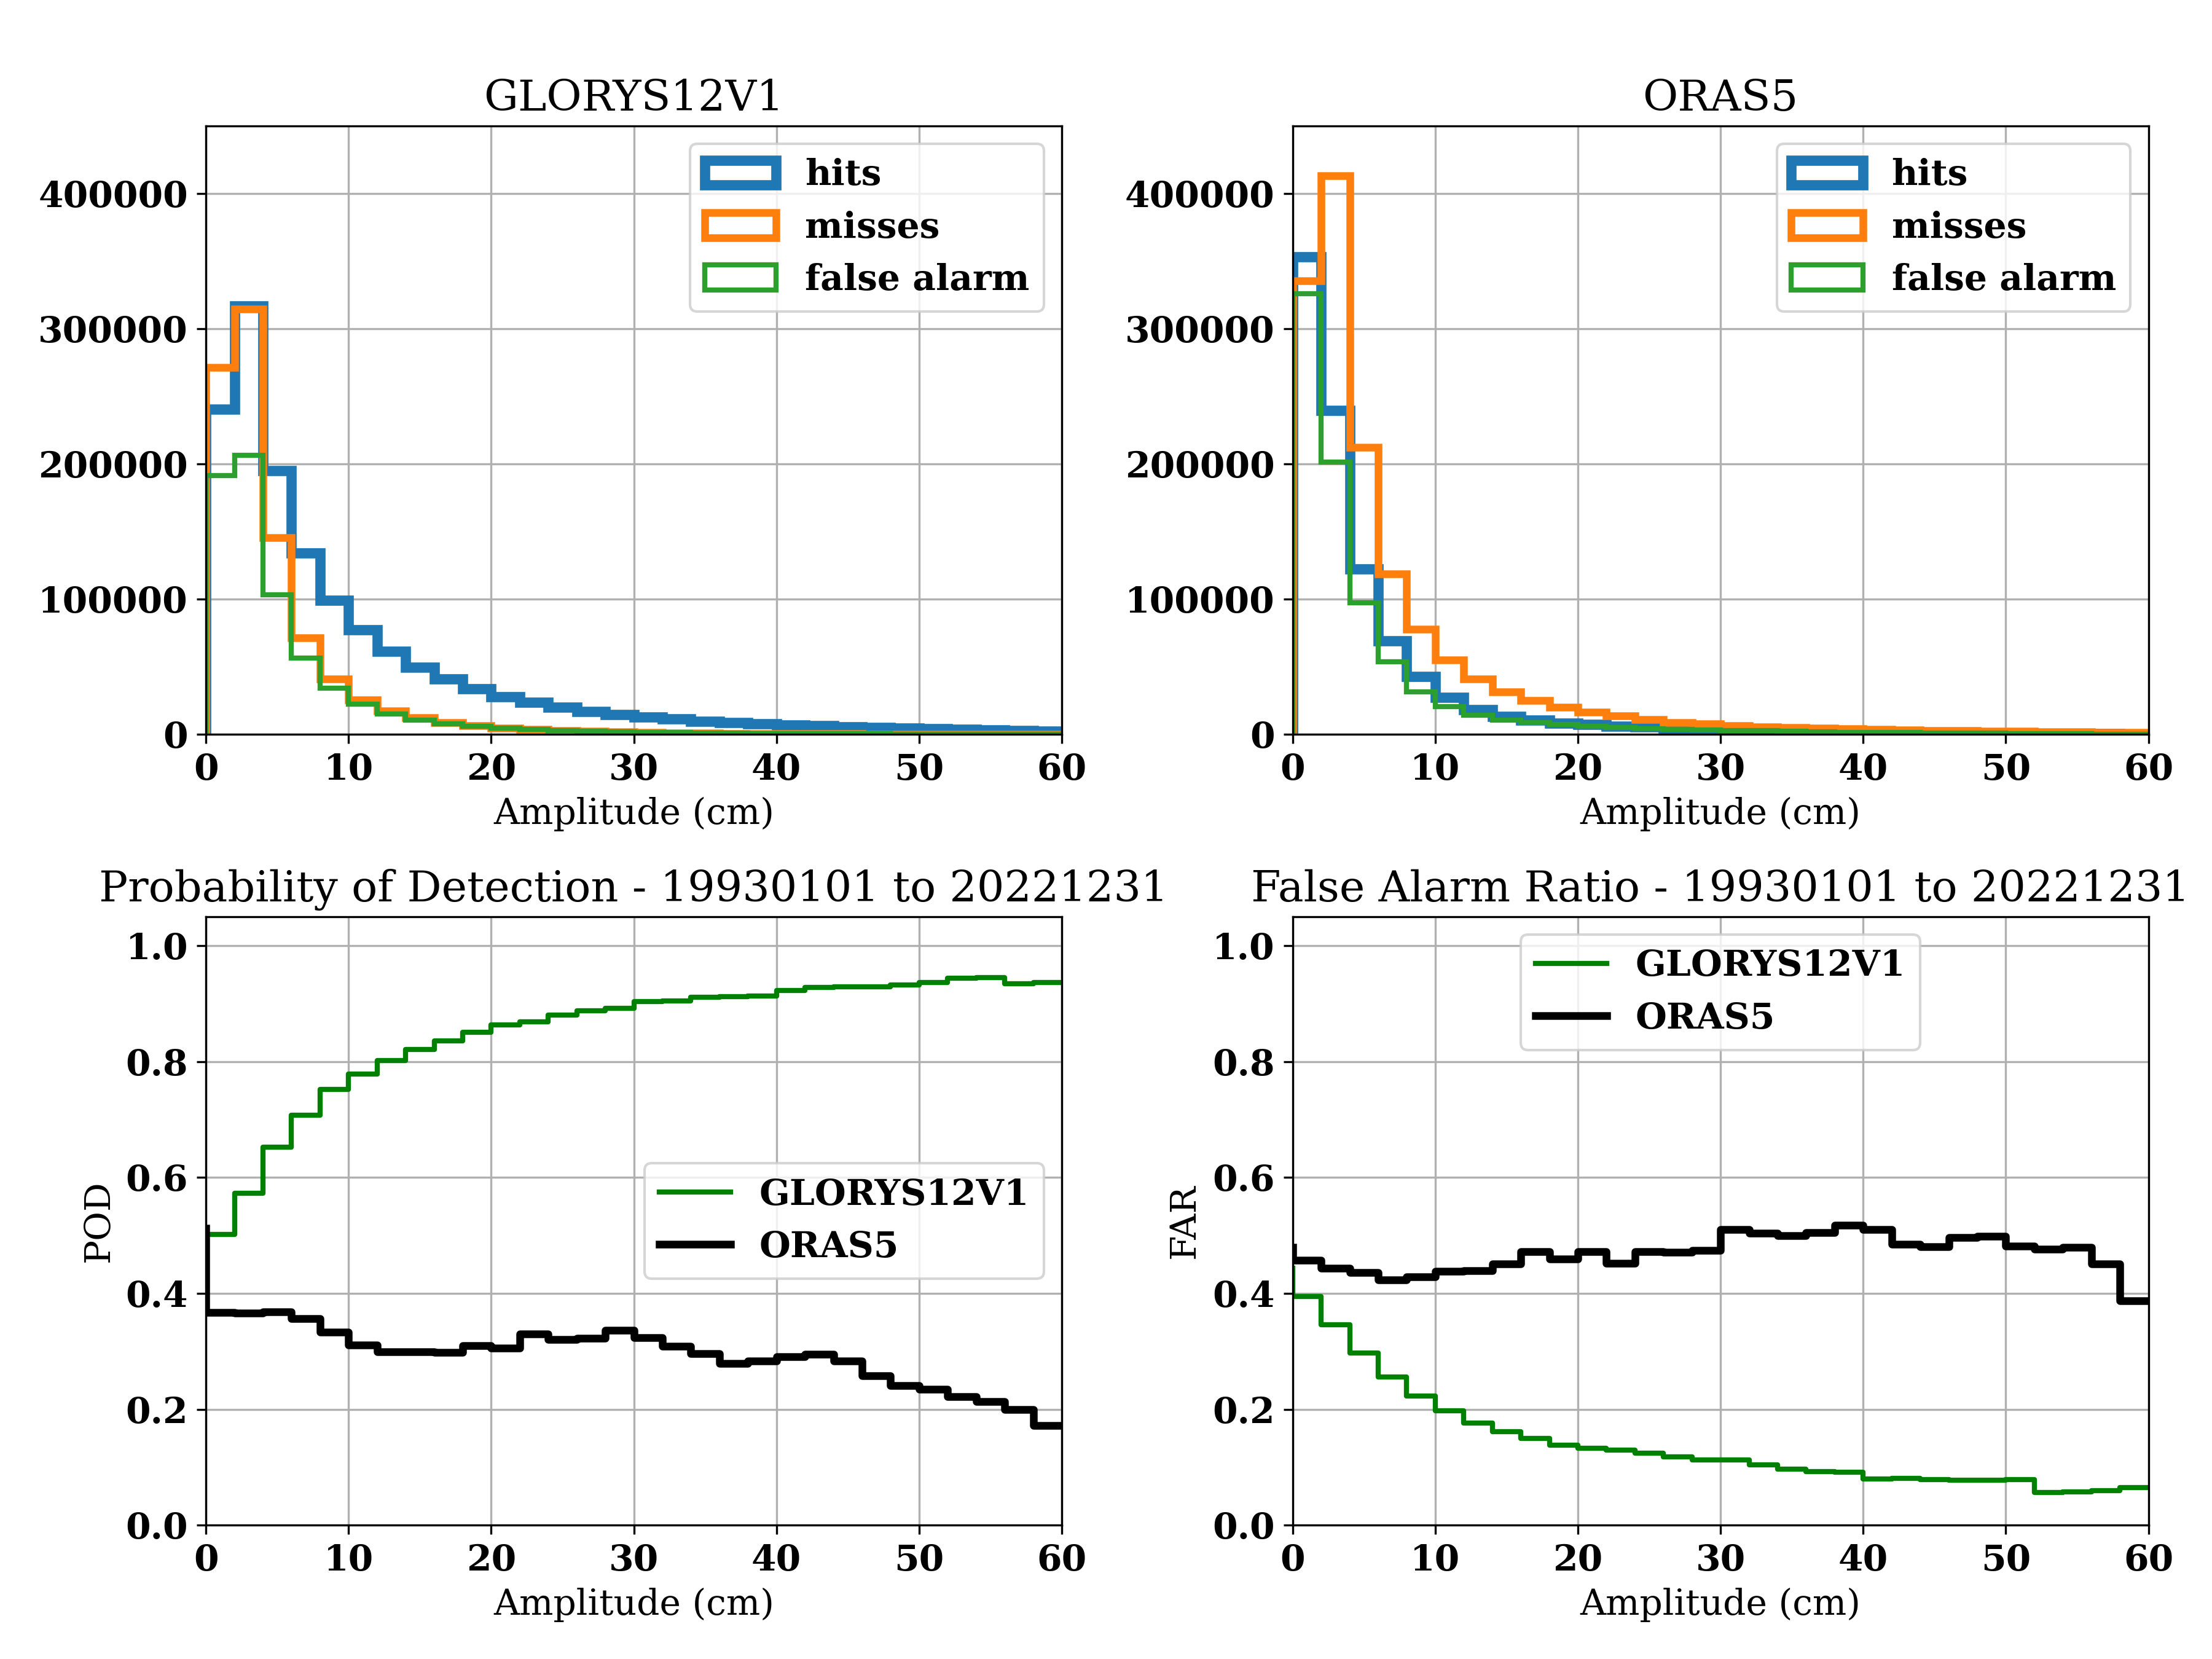 GLORYS12V1
400000
300000
200000
100000
0
0 10 20 30 40 50 60
Amplitude (cm)
hits
misses
false alarm
ORAS5
400000
300000
200000
100000
0
0 10 20 30 40 50 60
Amplitude (cm)
hits
misses
false alarm
Probability of Detection - 19930101 to 20221231
POD
1.0
0.8
0.6
0.4
0.2
0.0
0 10 20 30 40 50 60
Amplitude (cm)
GLORYS12V1
ORAS5
False Alarm Ratio - 19930101 to 20221231
FAR
1.0
0.8
0.6
0.4
0.2
0.0
0 10 20 30 40 50 60
Amplitude (cm)
GLORYS12V1
ORAS5